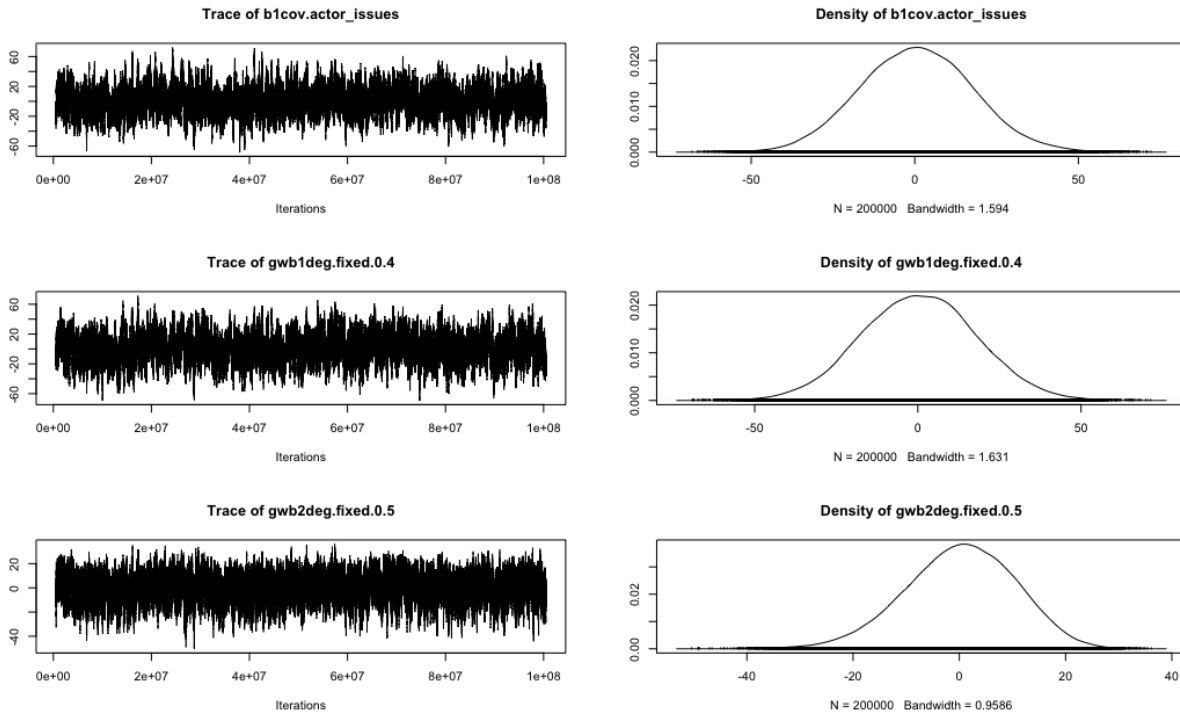 Trace of b1cov.actor_issues
60
20
-20
-60
0e+00 2e+07 4e+07 6e+07 8e+07 1e+08
Iterations
Density of b1cov.actor_issues
0.020
0.010
0.000
-50 0 50
N = 200000 Bandwidth = 1.594
Trace of gwb1deg.fixed.0.4
60
20
-20
-60
0e+00 2e+07 4e+07 6e+07 8e+07 1e+08
Iterations
Density of gwb1deg.fixed.0.4
0.020
0.010
0.000
-50 0 50
N = 200000 Bandwidth = 1.631
Trace of gwb2deg.fixed.0.5
20
0
-40
0e+00 2e+07 4e+07 6e+07 8e+07 1e+08
Iterations
Density of gwb2deg.fixed.0.5
0.02
0.00
-40 -20 0 20 40
N = 200000 Bandwidth = 0.9586